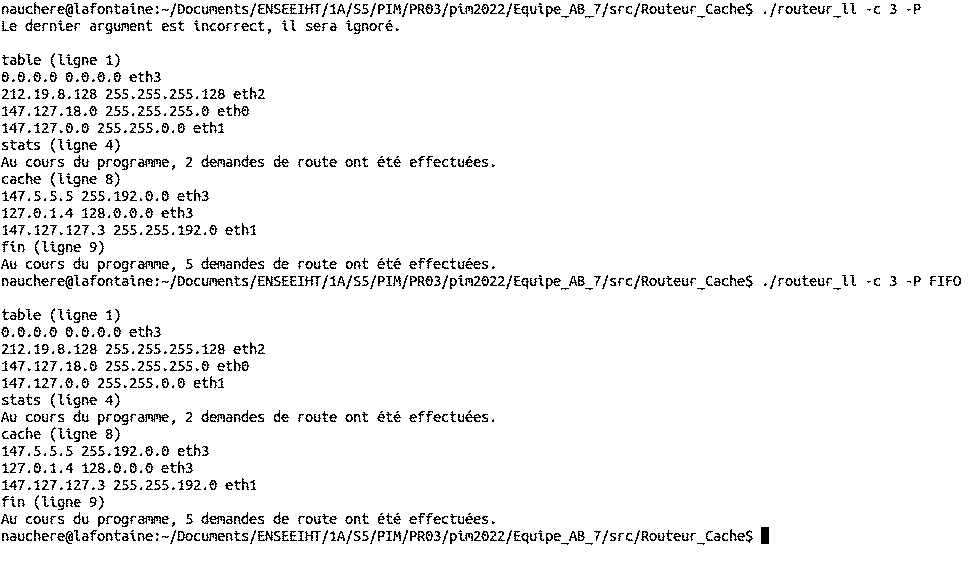 nauchere@lafontaine:~/Documents/ENSEEIHT/1A/S5/PIM/PR03/pim2022/Equipe_AB_7/src/Routeur_Cache$ ./routeur_ll -c 3 -P
Le dernier argument est incorrect, il sera ignoré.
table (ligne 1)
0.0.0.0 0.0.0.0 eth3
212.19.8.128 255.255.255.128 eth2
147.127.18.0 255.255.255.0 eth0
147.127.0.0 255.255.0.0 eth1
stats (ligne 4)
Au cours du programme, 2 demandes de route ont été effectuées.
cache (ligne 8)
147.5.5.5 255.192.0.0 eth3
127.0.1.4 128.0.0.0 eth3
147.127.127.3 255.255.192.0 eth1
fin (ligne 9)
Au cours du programme, 5 demandes de route ont été effectuées.
nauchere@lafontaine:~/Documents/ENSEEIHT/1A/S5/PIM/PR03/pim2022/Equipe_AB_7/src/Routeur_Cache$ ./routeur_ll -c 3 -P FIFO
table (ligne 1)
0.0.0.0 0.0.0.0 eth3
212.19.8.128 255.255.255.128 eth2
147.127.18.0 255.255.255.0 eth0
147.127.0.0 255.255.0.0 eth1
stats (ligne 4)
Au cours du programme, 2 demandes de route ont été effectuées.
cache (ligne 8)
147.5.5.5 255.192.0.0 eth3
127.0.1.4 128.0.0.0 eth3
147.127.127.3 255.255.192.0 eth1
fin (ligne 9)
Au cours du programme, 5 demandes de route ont été effectuées.
nauchere@lafontaine:~/Documents/ENSEEIHT/1A/S5/PIM/PR03/pim2022/Equipe_AB_7/src/Routeur_Cache$